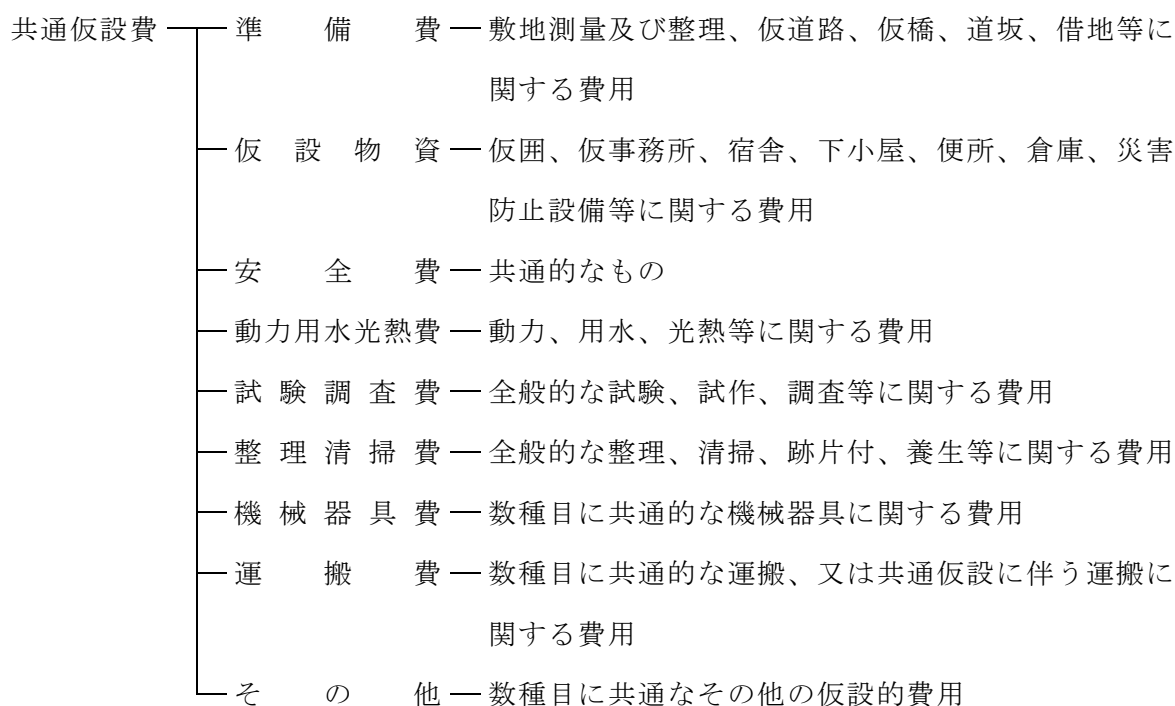 共通仮設費 準備費 敷地測量及び整理、仮道路、仮橋、道坂、借地等に
関する費用
仮設物資 仮囲、仮事務所、宿舎、下小屋、便所、倉庫、災害
防止設備等に関する費用
安全費 共通的なもの
動力用水光熱費 動力、用水、光熱等に関する費用
試験調査費 全般的な試験、試作、調査等に関する費用
整理清掃費 全般的な整理、清掃、跡片付、養生等に関する費用
機械器具費 数種目に共通的な機械器具に関する費用
運搬費 数種目に共通的な運搬、又は共通仮設に伴う運搬に
関する費用
その他 数種目に共通なその他の仮設的費用